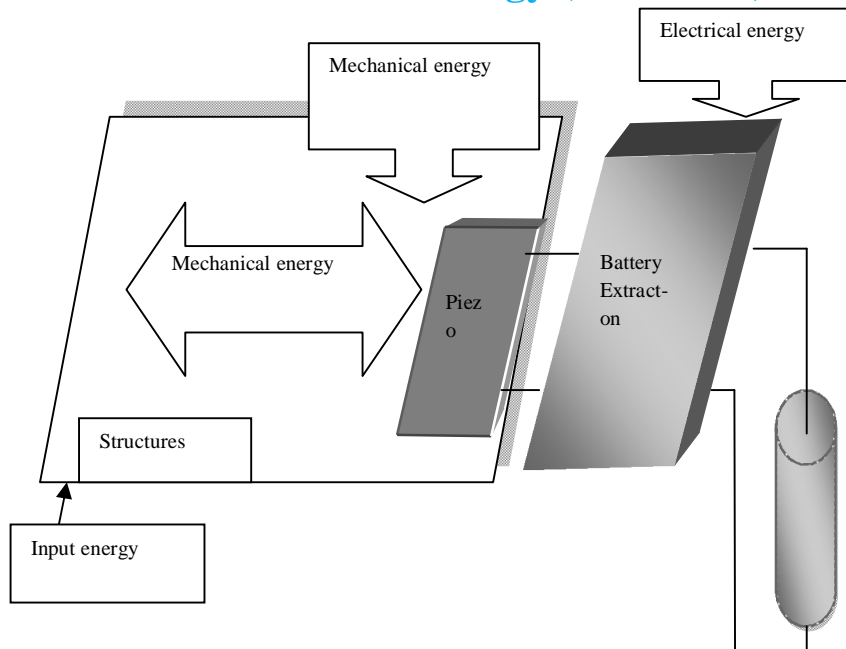 Electrical energy
Mechanical energy
Mechanical energy
Battery
Extract-
on
Piez
o
Structures
Input energy